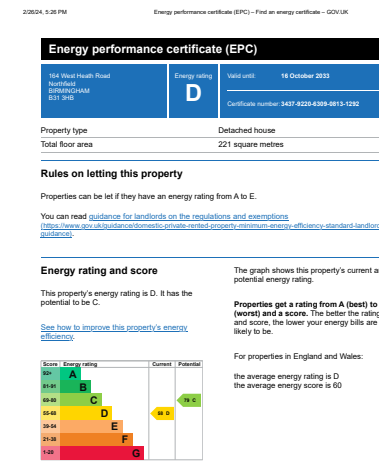 2/26/24, 5:26 PM Energy performance certificate (EPC) – Find an energy certificate – GOV.UK
Energy performance certificate (EPC)
164 West Heath Road
Northfield
BIRMINGHAM
B31 3HB
Energy rating
D
Valid until: 16 October 2033
Certificate number: 3437-9220-6309-0813-1292
Property type Detached house
Total floor area 221 square metres
Rules on letting this property
Properties can be let if they have an energy rating from A to E.
You can read guidance for landlords on the regulations and exemptions
(https://www.gov.uk/guidance/domestic-private-rented-property-minimum-energy-efficiency-standard-landlord
guidance).
Energy rating and score
This property's energy rating is D. It has the
potential to be C.
See how to improve this property's energy
efficiency.
Score Energy rating Current Potential
92+ A
81-91 B
69-80 C 79 C
55-68 D 58 D
39-54 E
21-38 F
1-20 G
The graph shows this property's current a
potential energy rating.
Properties get a rating from A (best) to
(worst) and a score. The better the rating
and score, the lower your energy bills are
likely to be.
For properties in England and Wales:
the average energy rating is D
the average energy score is 60